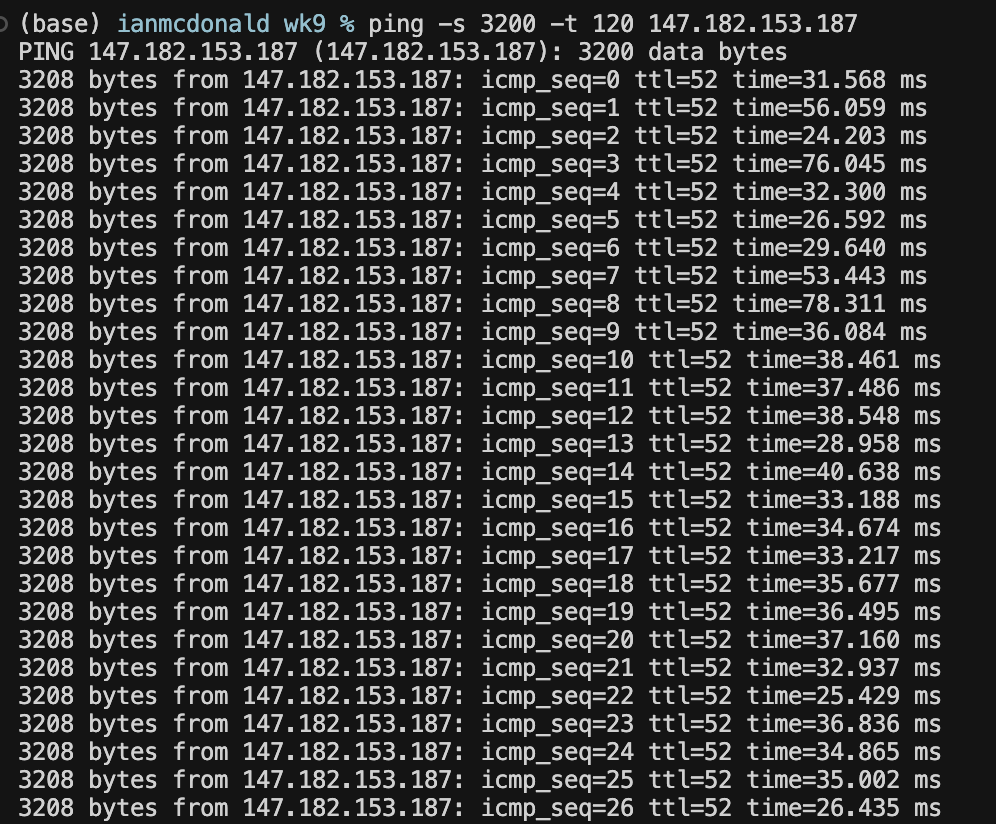 (base) ianmcdonald wk9 % ping -s 3200 -t 120 147.182.153.187
PING 147.182.153.187 (147.182.153.187): 3200 data bytes
3208 bytes from 147.182.153.187: icmp_seq=0 ttl=52 time=31.568 ms
3208 bytes from 147.182.153.187: icmp_seq=1 ttl=52 time=56.059 ms
3208 bytes from 147.182.153.187: icmp_seq=2 ttl=52 time=24.203 ms
3208 bytes from 147.182.153.187: icmp_seq=3 ttl=52 time=76.045 ms
3208 bytes from 147.182.153.187: icmp_seq=4 ttl=52 time=32.300 ms
3208 bytes from 147.182.153.187: icmp_seq=5 ttl=52 time=26.592 ms
3208 bytes from 147.182.153.187: icmp_seq=6 ttl=52 time=29.640 ms
3208 bytes from 147.182.153.187: icmp_seq=7 ttl=52 time=53.443 ms
3208 bytes from 147.182.153.187: icmp_seq=8 ttl=52 time=78.311 ms
3208 bytes from 147.182.153.187: icmp_seq=9 ttl=52 time=36.084 ms
3208 bytes from 147.182.153.187: icmp_seq=10 ttl=52 time=38.461 ms
3208 bytes from 147.182.153.187: icmp_seq=11 ttl=52 time=37.486 ms
3208 bytes from 147.182.153.187: icmp_seq=12 ttl=52 time=38.548 ms
3208 bytes from 147.182.153.187: icmp_seq=13 ttl=52 time=28.958 ms
3208 bytes from 147.182.153.187: icmp_seq=14 ttl=52 time=40.638 ms
3208 bytes from 147.182.153.187: icmp_seq=15 ttl=52 time=33.188 ms
3208 bytes from 147.182.153.187: icmp_seq=16 ttl=52 time=34.674 ms
3208 bytes from 147.182.153.187: icmp_seq=17 ttl=52 time=33.217 ms
3208 bytes from 147.182.153.187: icmp_seq=18 ttl=52 time=35.677 ms
3208 bytes from 147.182.153.187: icmp_seq=19 ttl=52 time=36.495 ms
3208 bytes from 147.182.153.187: icmp_seq=20 ttl=52 time=37.160 ms
3208 bytes from 147.182.153.187: icmp_seq=21 ttl=52 time=32.937 ms
3208 bytes from 147.182.153.187: icmp_seq=22 ttl=52 time=25.429 ms
3208 bytes from 147.182.153.187: icmp_seq=23 ttl=52 time=36.836 ms
3208 bytes from 147.182.153.187: icmp_seq=24 ttl=52 time=34.865 ms
3208 bytes from 147.182.153.187: icmp_seq=25 ttl=52 time=35.002 ms
3208 bytes from 147.182.153.187: icmp_seq=26 ttl=52 time=26.435 ms